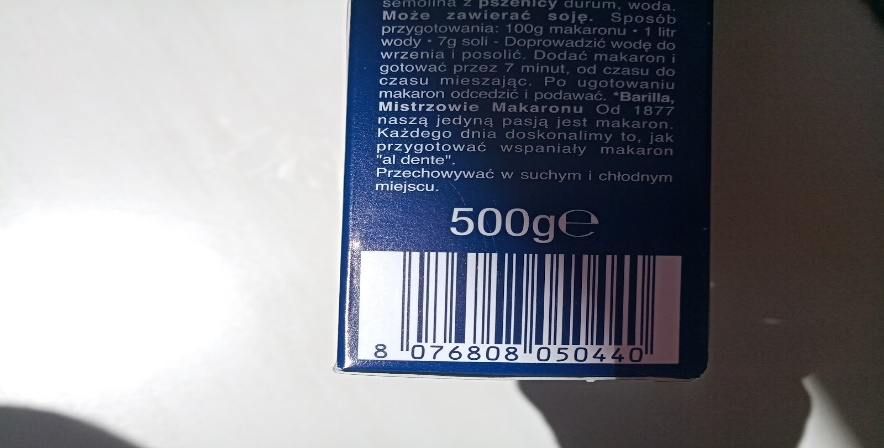 semolina z pszenicy durum, woda.
Może zawierać soję. Sposób
przygotowania: 100g makaronu • 1 litr
wody • 7g soli - Doprowadzić wodę do
wrzenia i posolić. Dodać makaron i
gotować przez 7 minut, od czasu do
czasu mieszając. Po ugotowaniu
makaron odcedzić i podawać. *Barilla,
Mistrzowie Makaronu Od 1877
naszą jedyną pasją jest makaron.
Każdego dnia doskonalimy to, jak
przygotować wspaniały makaron
"al dente".
Przechowywać w suchym i chłodnym
miejscu.
500g℮
8 076808 050440